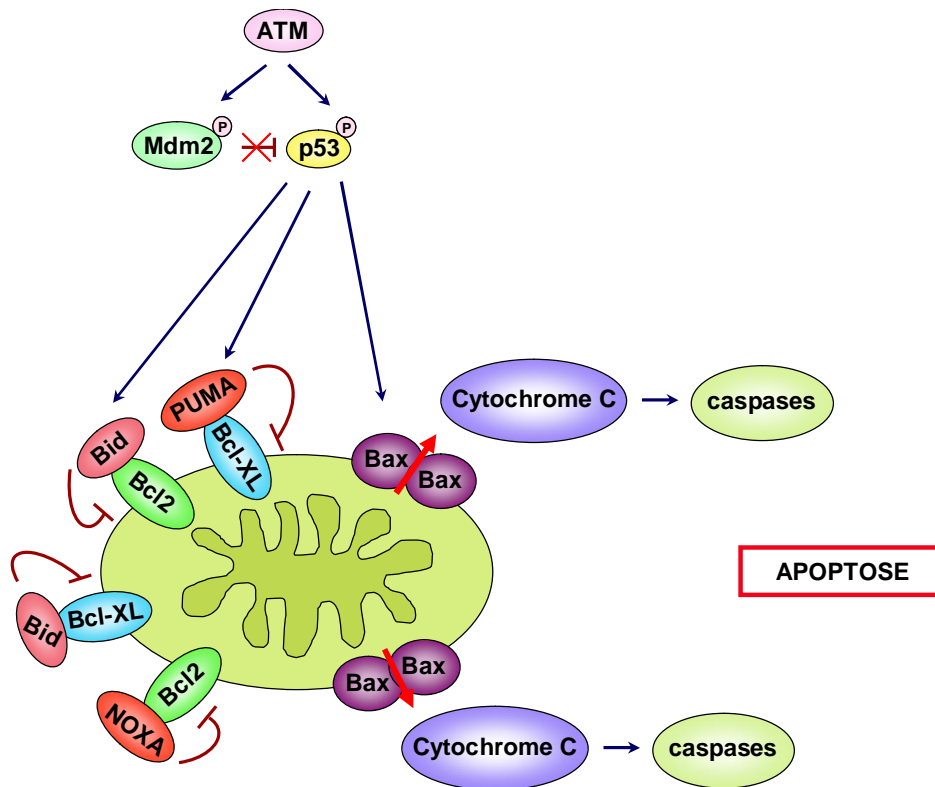 ATM
P
P
Mdm2
p53
PUMA
Cytochrome C
caspases
Bid
Bcl-XL
Bax
Bax
Bcl2
APOPTOSE
Bcl-XL
Bid
Bcl2
Bax
Bax
NOXA
Cytochrome C
caspases